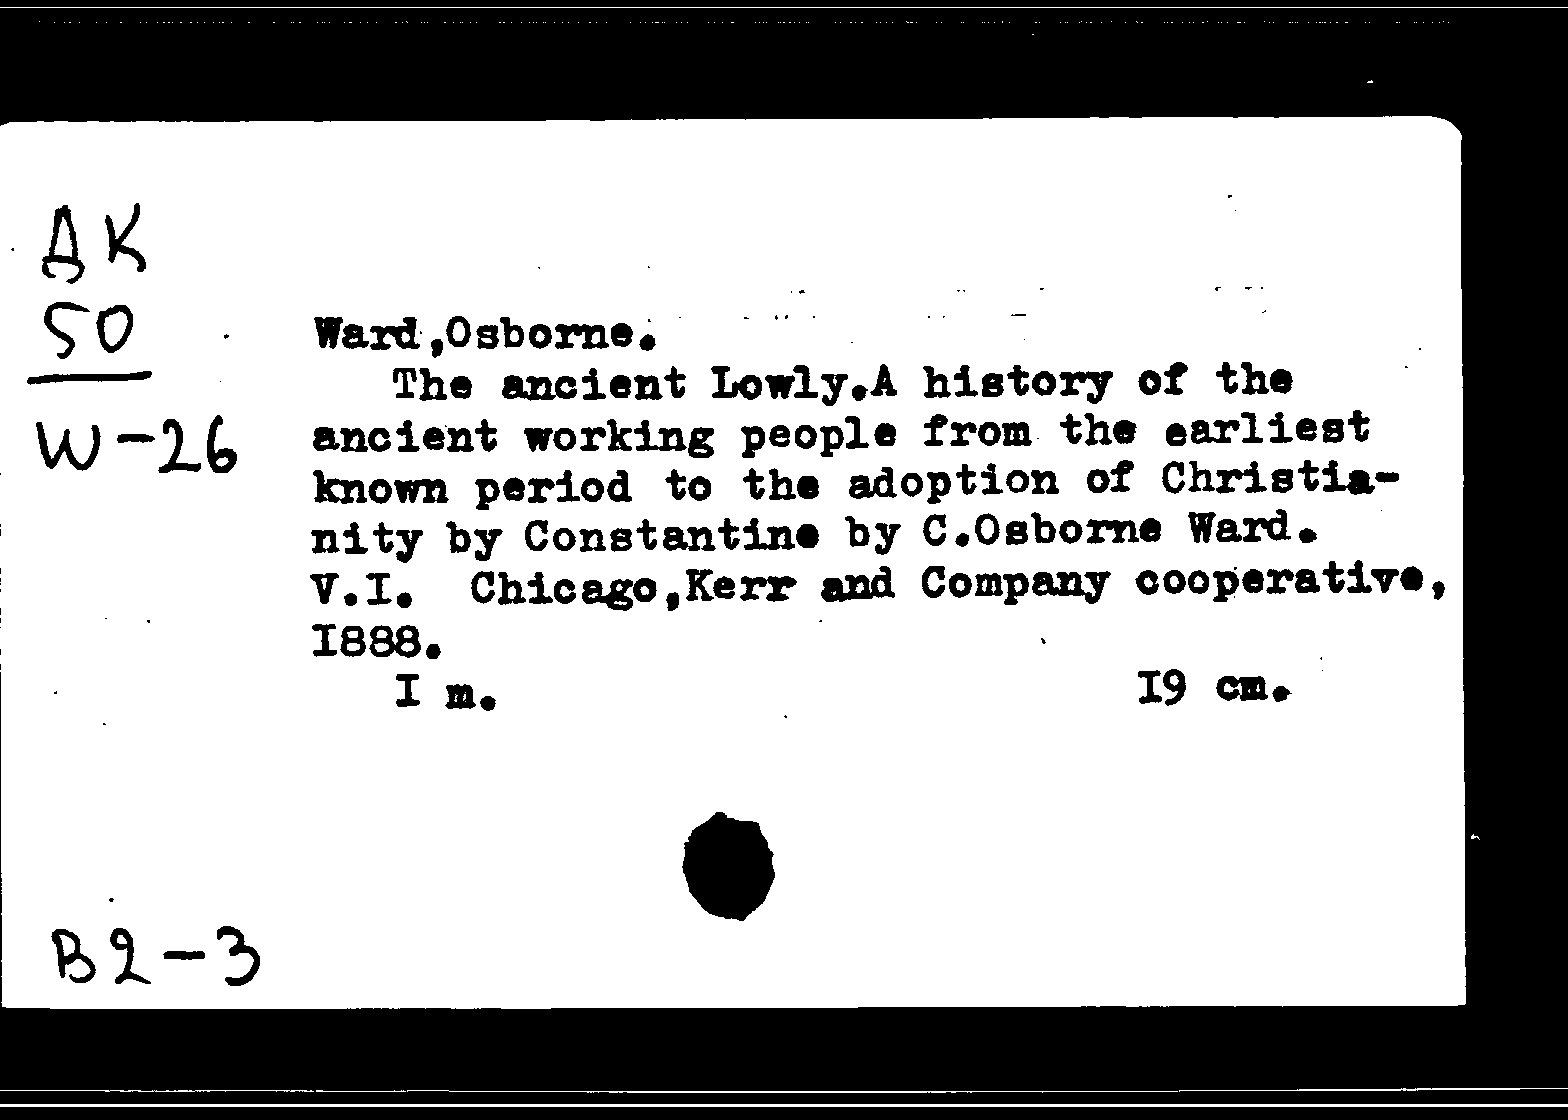 ДК
50
W-26
Ward,Osborne.
The ancient Lowly.A history of the
ancient working people from the earliest
known period to the adoption of Christia-
nity by Constantine by C.Osborne Ward.
V.I. Chicago,Kerr and Company cooperative,
I888.
I m. I9 cm.
B2-3